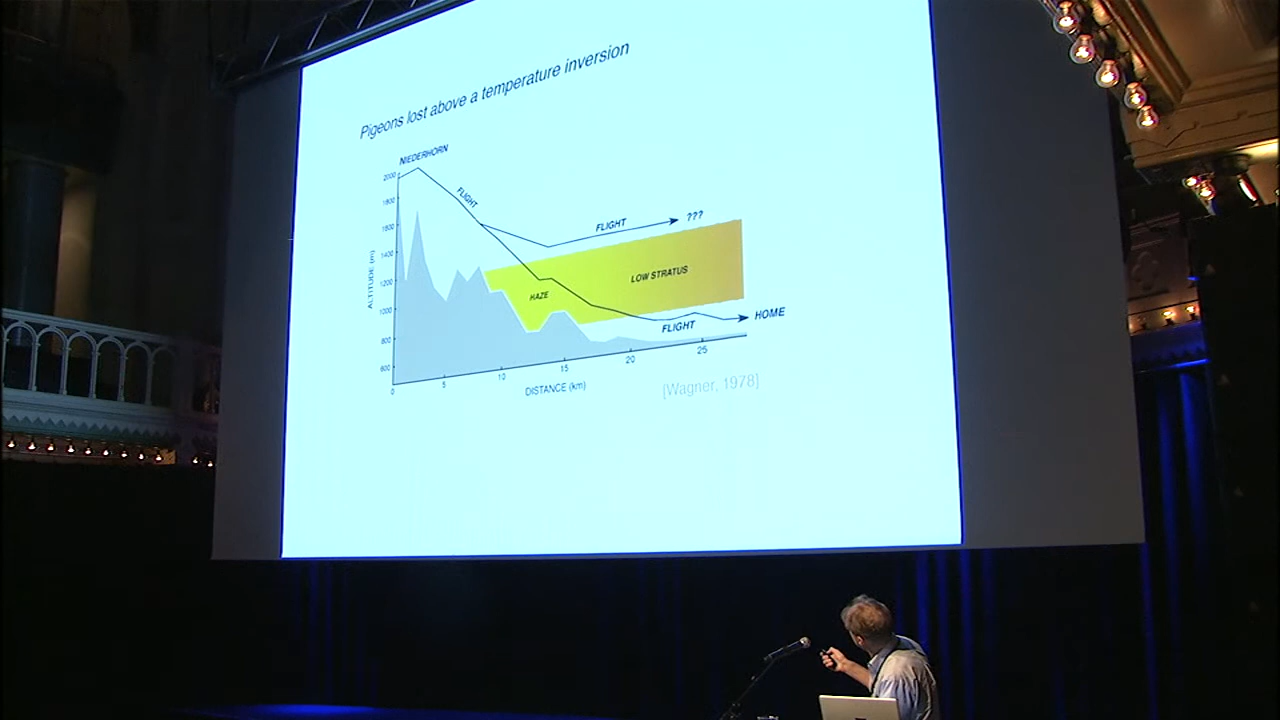 Pigeons lost above a temperature inversion
NIEDERHORN
2000
1800
1600
1400
1200
1000
800
600
ALTITUDE (m)
FLIGHT
FLIGHT ???
LOW STRATUS
HAZE
FLIGHT
HOME
0 5 10 15 20 25
DISTANCE (km)
[Wagner, 1978]